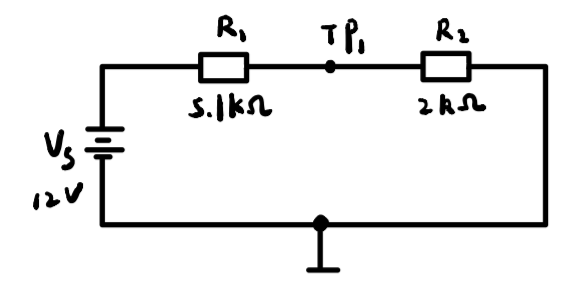 R₁
TP₁
R₂
5.1kΩ
2kΩ
Vs
12V